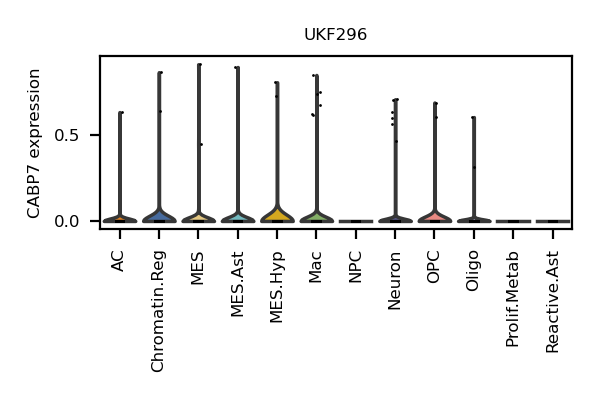 UKF296
CABP7 expression
0.5
0.0
AC
Chromatin.Reg
MES
MES.Ast
MES.Hyp
Mac
NPC
Neuron
OPC
Oligo
Prolif.Metab
Reactive.Ast